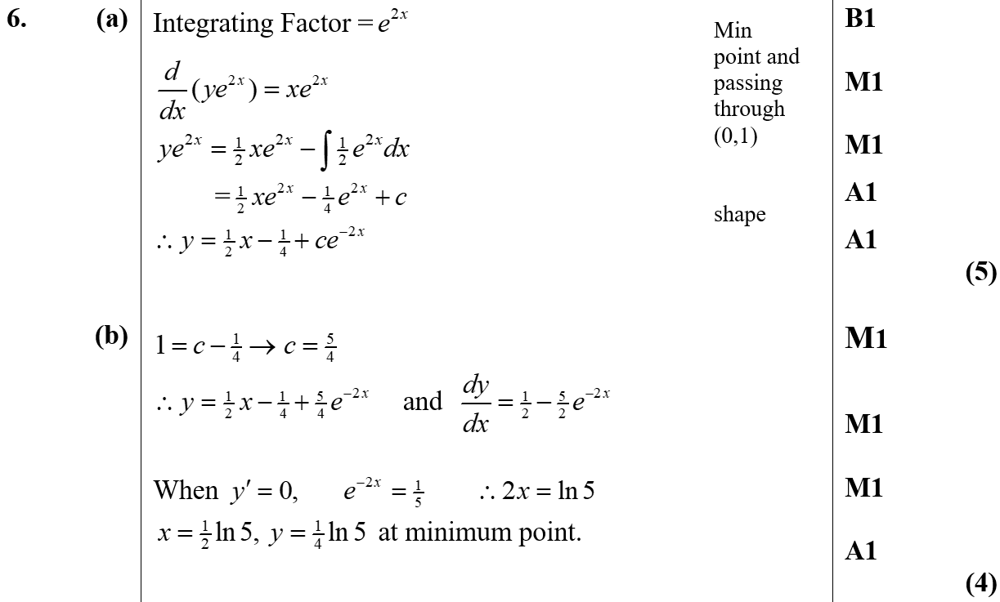 6. (a) Integrating Factor = e^{2x} B1
\frac{d}{dx}(ye^{2x}) = xe^{2x} M1
ye^{2x} = \frac{1}{2}xe^{2x} - \int \frac{1}{2}e^{2x}dx M1
= \frac{1}{2}xe^{2x} - \frac{1}{4}e^{2x} + c A1
∴ y = \frac{1}{2}x - \frac{1}{4} + ce^{-2x} A1
(5)
Min
point and
passing
through
(0,1)
shape
(b) 1 = c - \frac{1}{4} → c = \frac{5}{4} M1
∴ y = \frac{1}{2}x - \frac{1}{4} + \frac{5}{4}e^{-2x} and \frac{dy}{dx} = \frac{1}{2} - \frac{5}{2}e^{-2x} M1
When y′ = 0, e^{-2x} = \frac{1}{5} ∴ 2x = ln 5 M1
x = \frac{1}{2}ln 5, y = \frac{1}{4}ln 5 at minimum point. A1
(4)